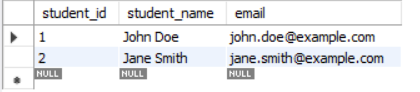 student_id student_name email
1 John Doe john.doe@example.com
2 Jane Smith jane.smith@example.com
NULL NULL NULL